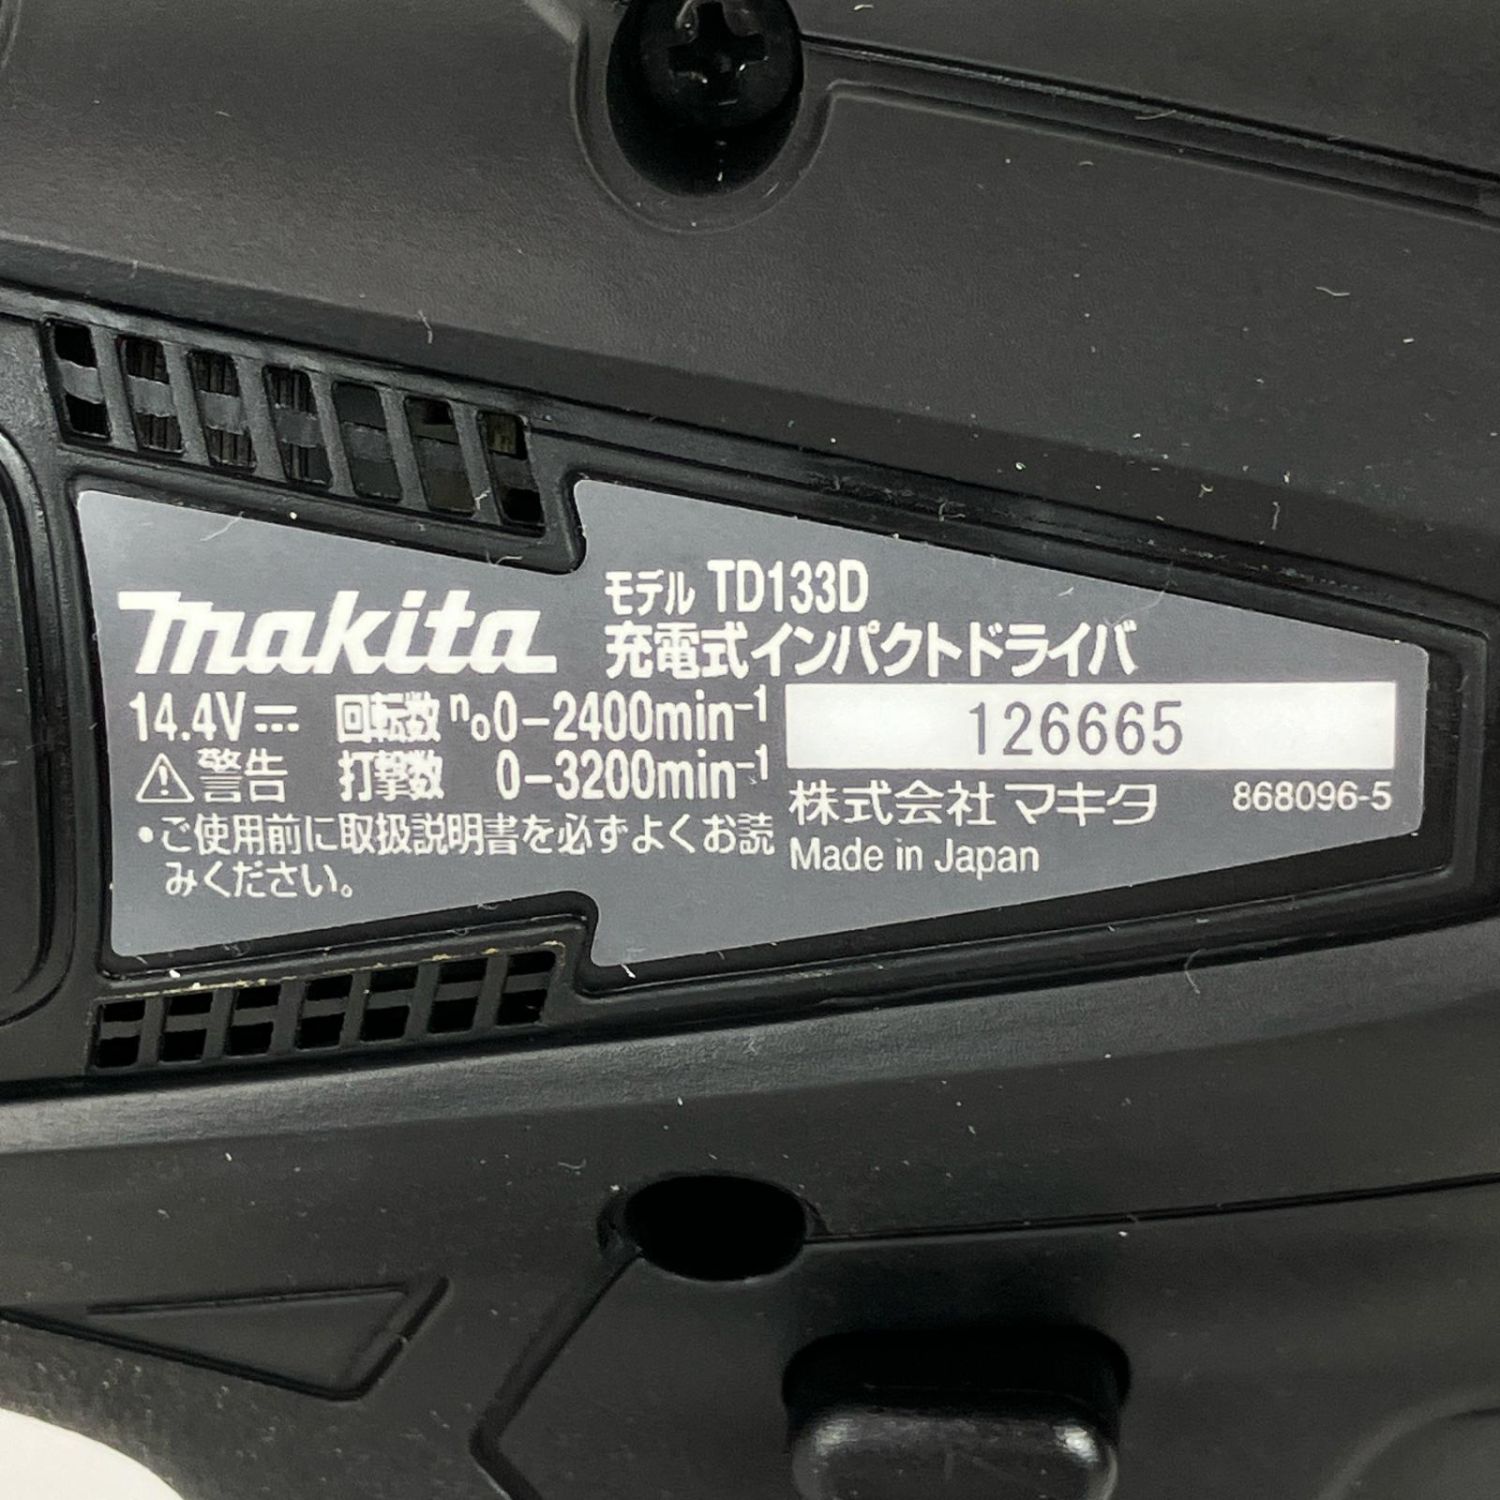 makita
モデル TD133D
充電式インパクトドライバ
14.4V⎓ 回転数 n₀ 0-2400min⁻¹
⚠警告 打撃数 0-3200min⁻¹
•ご使用前に取扱説明書を必ずよくお読
みください。
126665
株式会社マキタ 868096-5
Made in Japan